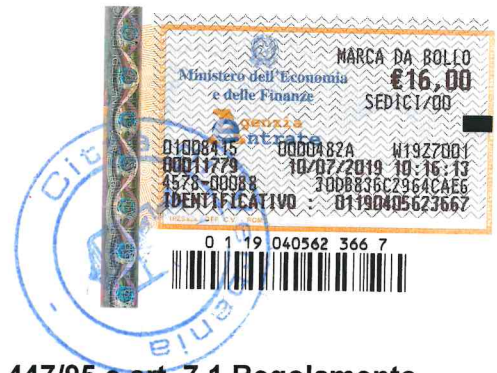 MARCA DA BOLLO
Ministero dell'Economia
e delle Finanze
€16,00
SEDICI/00
genzia
ntrate
01008415 0000482A W19Z7001
00011779 10/07/2019 10:16:13
4578-00088 30DB836C2964CAE6
IDENTIFICATIVO : 01190405623667
0 1 19 040562 366 7
447/95 e art. 7.1 Regolamento